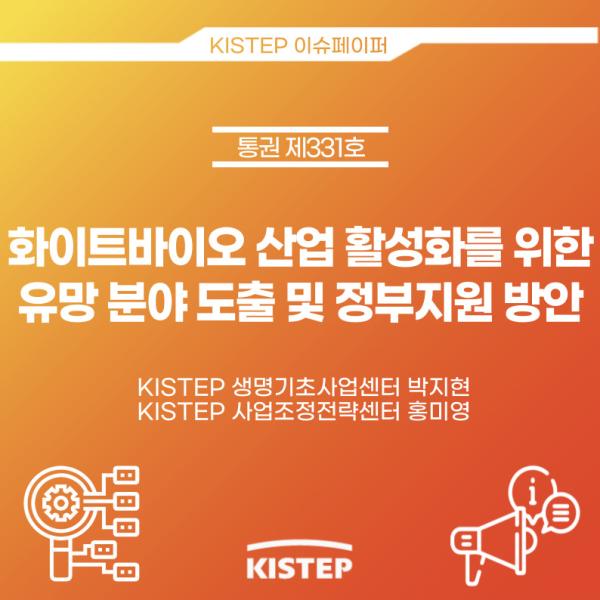 KISTEP 이슈페이퍼
통권 제331호
화이트바이오 산업 활성화를 위한
유망 분야 도출 및 정부지원 방안
KISTEP 생명기초사업센터 박지현
KISTEP 사업조정전략센터 홍미영
i
KISTEP